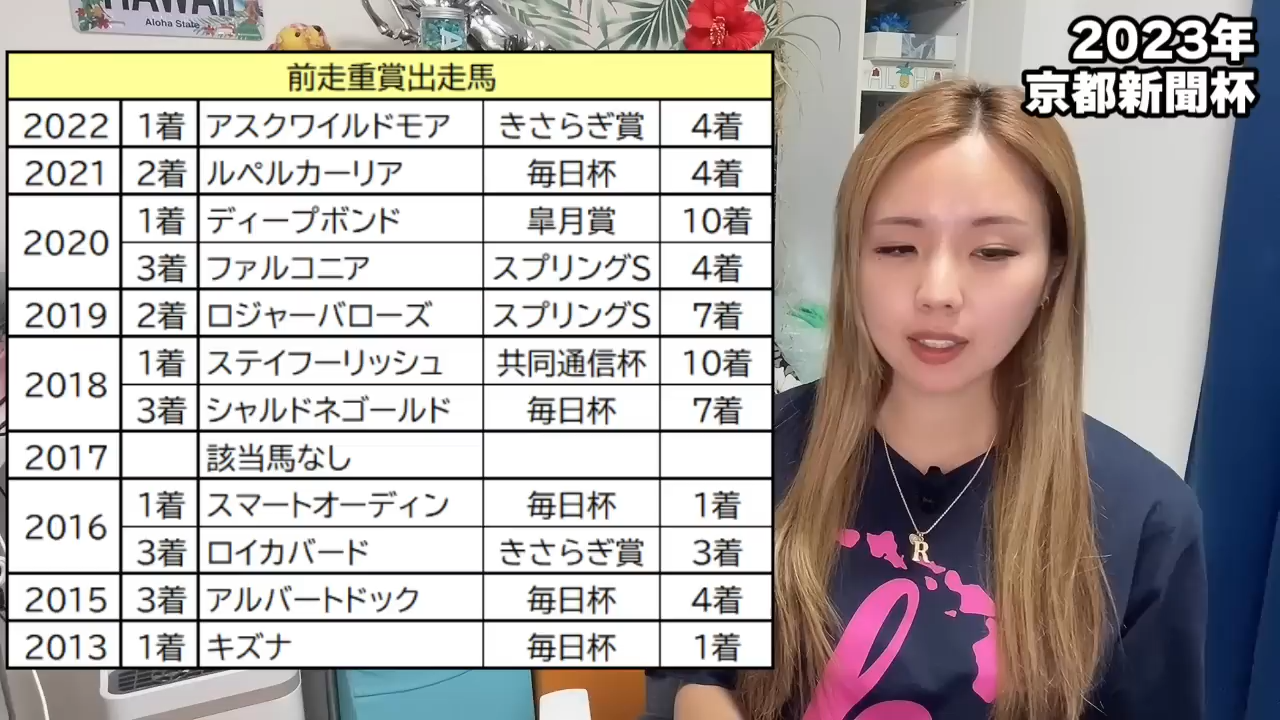 HAWAII
Aloha State
2023年
京都新聞杯
前走重賞出走馬
2022 1着 アスクワイルドモア きさらぎ賞 4着
2021 2着 ルペルカーリア 毎日杯 4着
2020 1着 ディープボンド 皐月賞 10着
3着 ファルコニア スプリングS 4着
2019 2着 ロジャーバローズ スプリングS 7着
2018 1着 ステイフーリッシュ 共同通信杯 10着
3着 シャルドネゴールド 毎日杯 7着
2017 該当馬なし
2016 1着 スマートオーディン 毎日杯 1着
3着 ロイカバード きさらぎ賞 3着
2015 3着 アルバートドック 毎日杯 4着
2013 1着 キズナ 毎日杯 1着
R